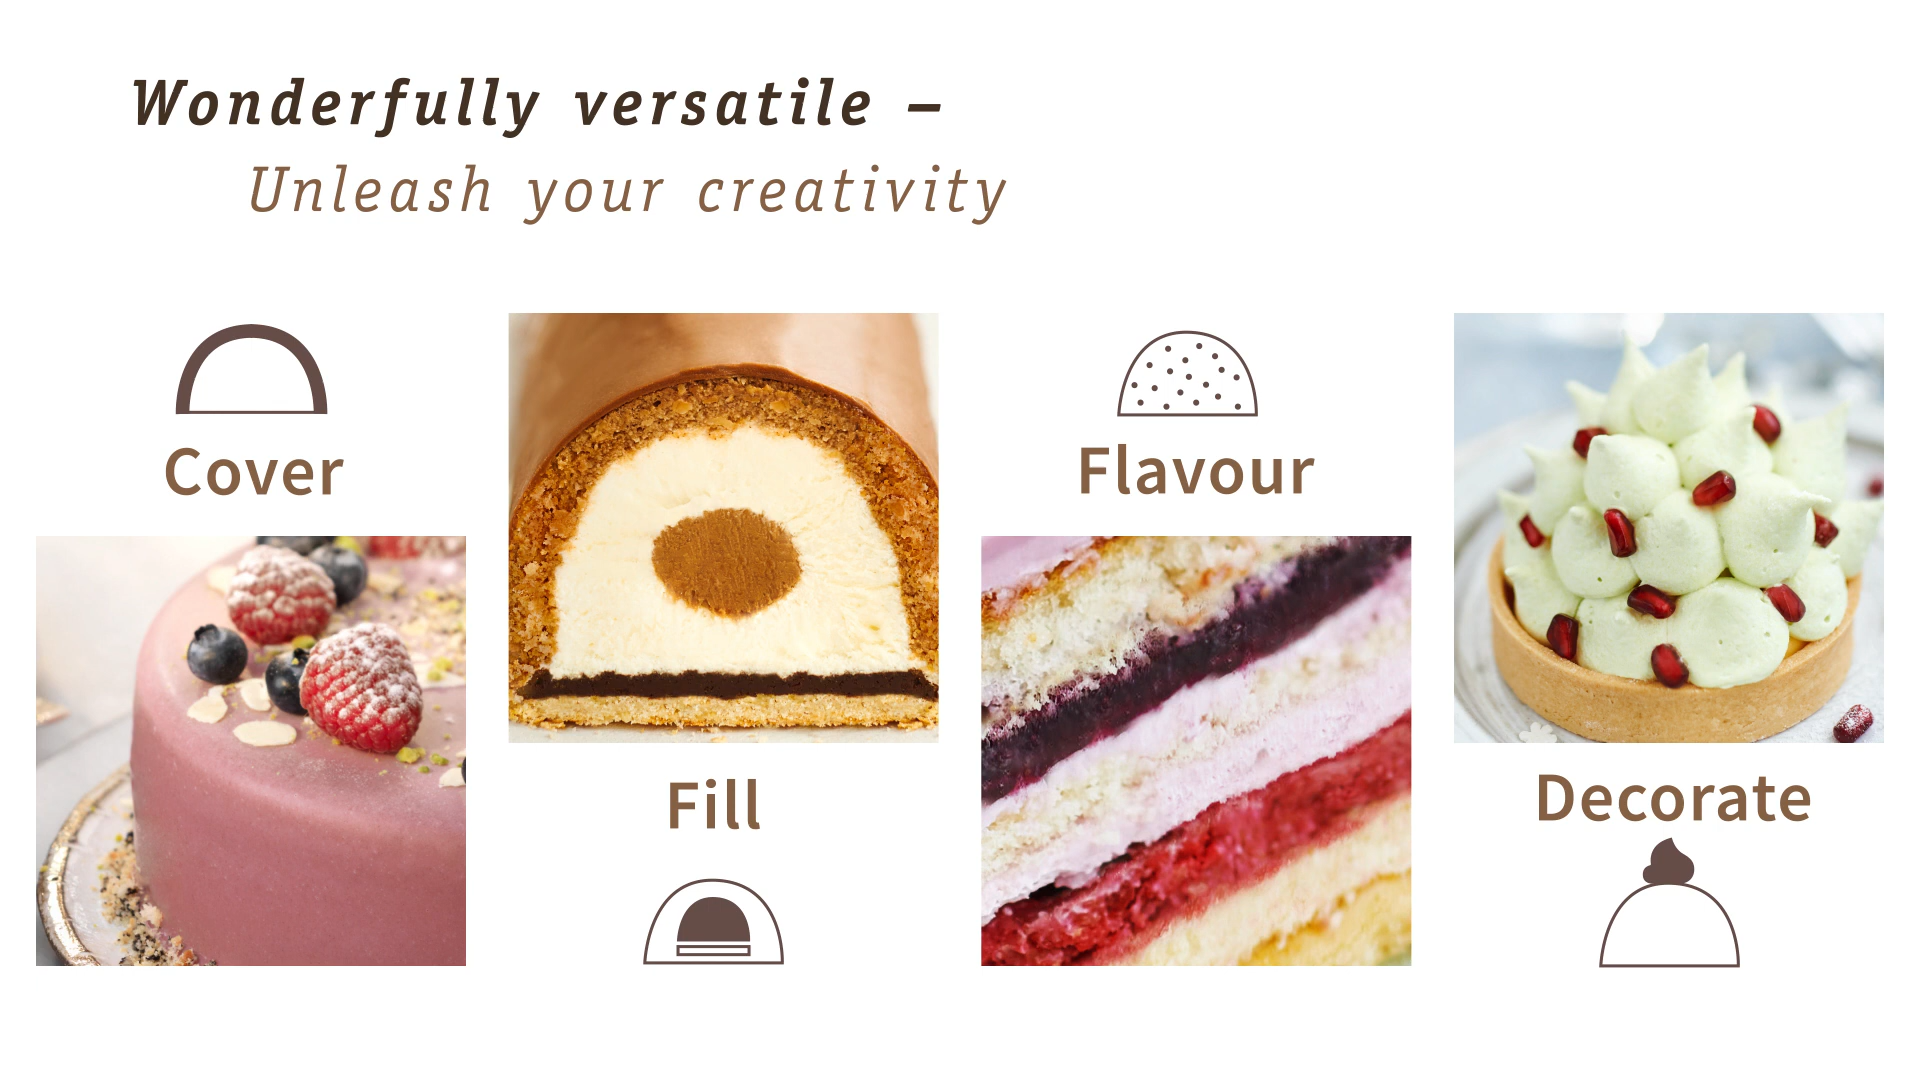 Wonderfully versatile –
Unleash your creativity
Cover
Fill
Flavour
Decorate